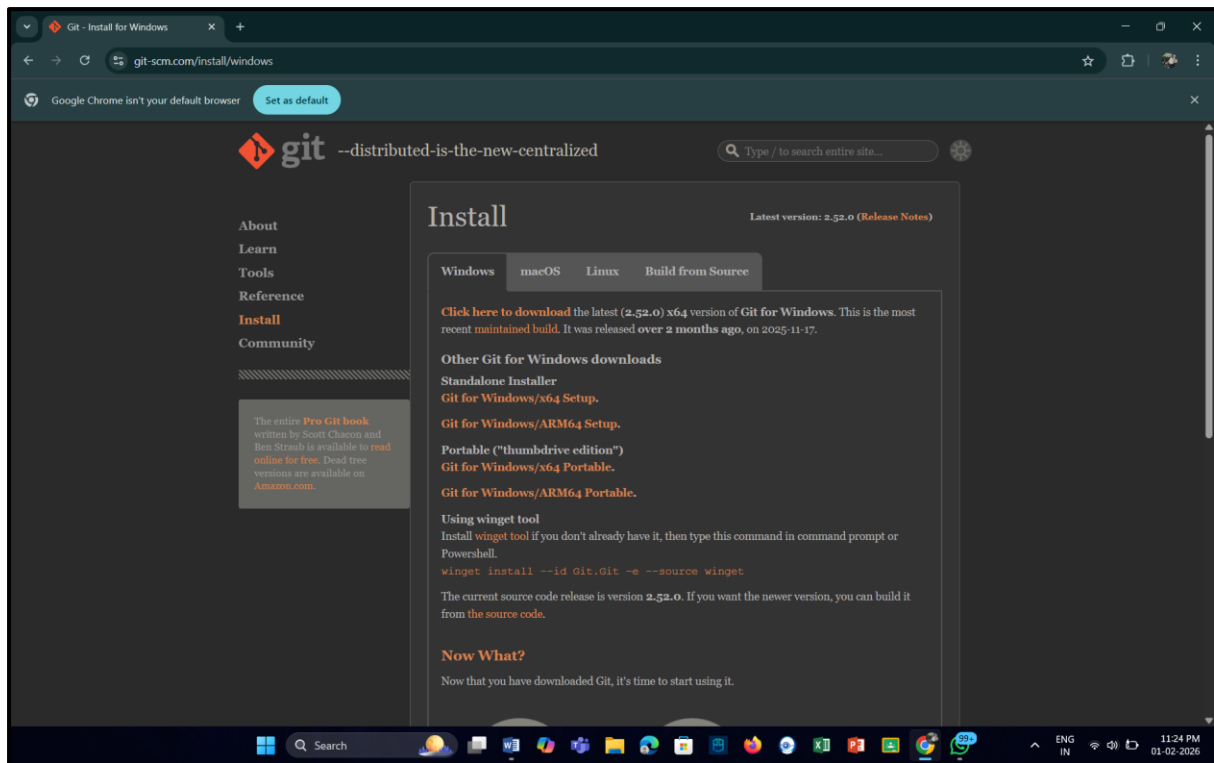 Git - Install for Windows
git-scm.com/install/windows
Google Chrome isn't your default browser
Set as default
git --distributed-is-the-new-centralized
Type / to search entire site...
About
Learn
Tools
Reference
Install
Community
The entire Pro Git book
written by Scott Chacon and
Ben Straub is available to read
online for free. Dead tree
versions are available on
Amazon.com.
Install
Latest version: 2.52.0 (Release Notes)
Windows macOS Linux Build from Source
Click here to download the latest (2.52.0) x64 version of Git for Windows. This is the most
recent maintained build. It was released over 2 months ago, on 2025-11-17.
Other Git for Windows downloads
Standalone Installer
Git for Windows/x64 Setup.
Git for Windows/ARM64 Setup.
Portable ("thumbdrive edition")
Git for Windows/x64 Portable.
Git for Windows/ARM64 Portable.
Using winget tool
Install winget tool if you don't already have it, then type this command in command prompt or
Powershell.
winget install --id Git.Git -e --source winget
The current source code release is version 2.52.0. If you want the newer version, you can build it
from the source code.
Now What?
Now that you have downloaded Git, it's time to start using it.
Search
99+
ENG
IN
11:24 PM
01-02-2026